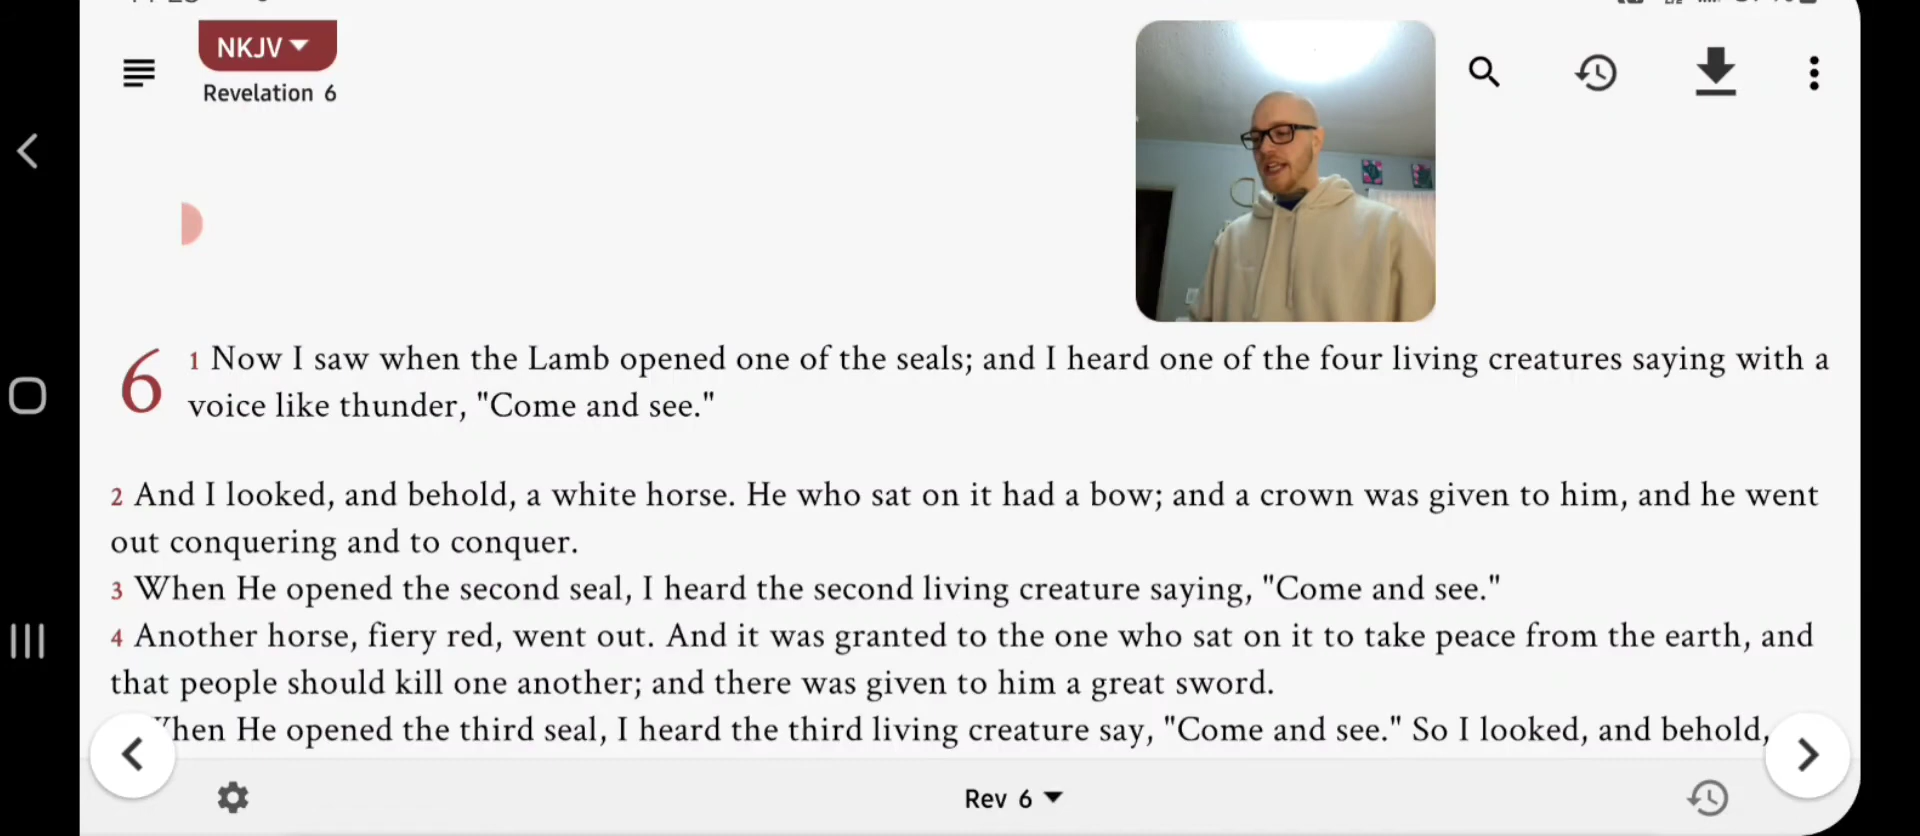 NKJV
Revelation 6
6 1 Now I saw when the Lamb opened one of the seals; and I heard one of the four living creatures saying with a
voice like thunder, "Come and see."
2 And I looked, and behold, a white horse. He who sat on it had a bow; and a crown was given to him, and he went
out conquering and to conquer.
3 When He opened the second seal, I heard the second living creature saying, "Come and see."
4 Another horse, fiery red, went out. And it was granted to the one who sat on it to take peace from the earth, and
that people should kill one another; and there was given to him a great sword.
When He opened the third seal, I heard the third living creature say, "Come and see." So I looked, and behold,
Rev 6